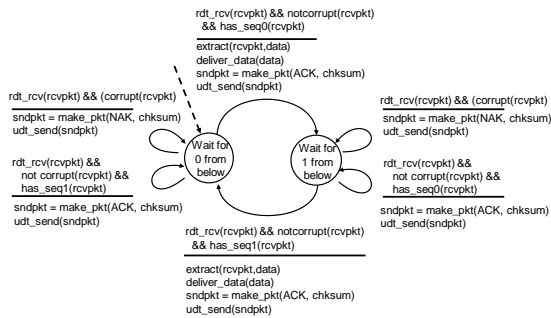 rdt_rcv(rcvpkt) && notcorrupt(rcvpkt)
&& has_seq0(rcvpkt)
extract(rcvpkt,data)
deliver_data(data)
sndpkt = make_pkt(ACK, chksum)
udt_send(sndpkt)
rdt_rcv(rcvpkt) && (corrupt(rcvpkt)
sndpkt = make_pkt(NAK, chksum)
udt_send(sndpkt)
rdt_rcv(rcvpkt) &&
not corrupt(rcvpkt) &&
has_seq1(rcvpkt)
sndpkt = make_pkt(ACK, chksum)
udt_send(sndpkt)
Wait for
0 from
below
Wait for
1 from
below
rdt_rcv(rcvpkt) && (corrupt(rcvpkt)
sndpkt = make_pkt(NAK, chksum)
udt_send(sndpkt)
rdt_rcv(rcvpkt) &&
not corrupt(rcvpkt) &&
has_seq0(rcvpkt)
sndpkt = make_pkt(ACK, chksum)
udt_send(sndpkt)
rdt_rcv(rcvpkt) && notcorrupt(rcvpkt)
&& has_seq1(rcvpkt)
extract(rcvpkt,data)
deliver_data(data)
sndpkt = make_pkt(ACK, chksum)
udt_send(sndpkt)